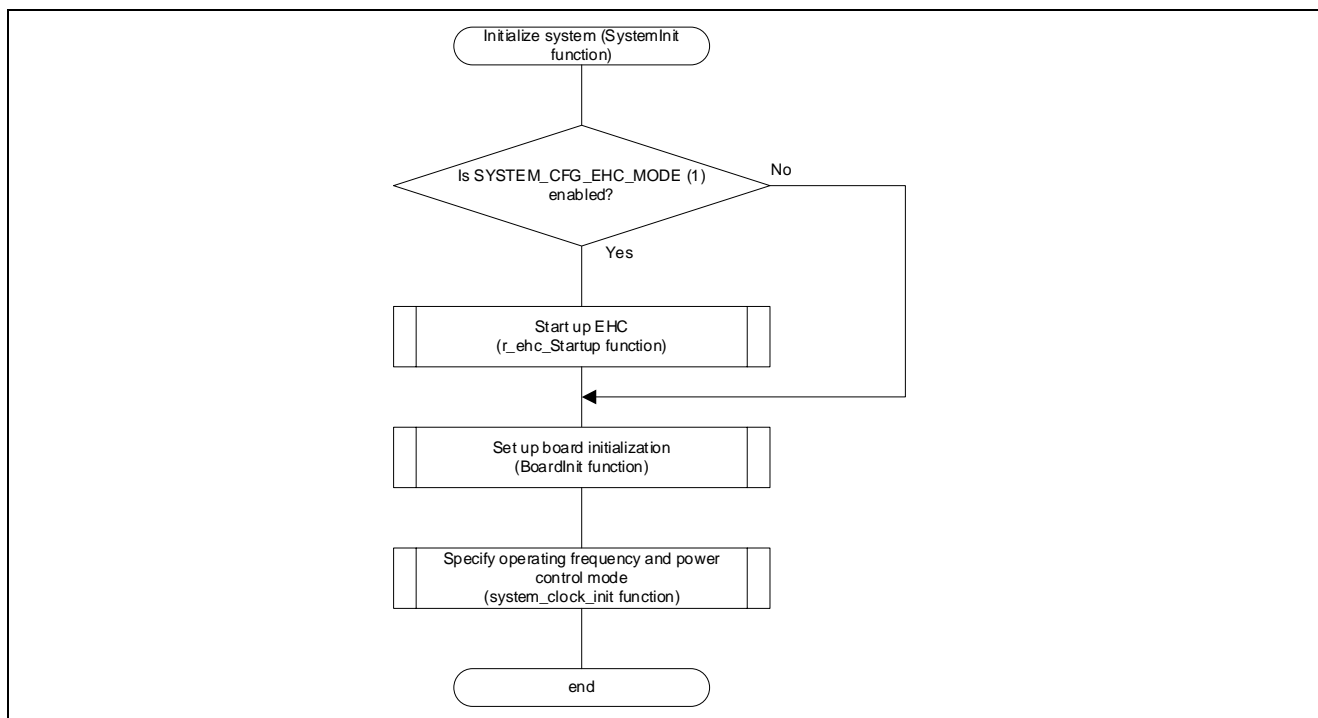 Initialize system (SystemInit
function)
Is SYSTEM_CFG_EHC_MODE (1)
enabled?
No
Yes
Start up EHC
(r_ehc_Startup function)
Set up board initialization
(BoardInit function)
Specify operating frequency and power
control mode
(system_clock_init function)
end